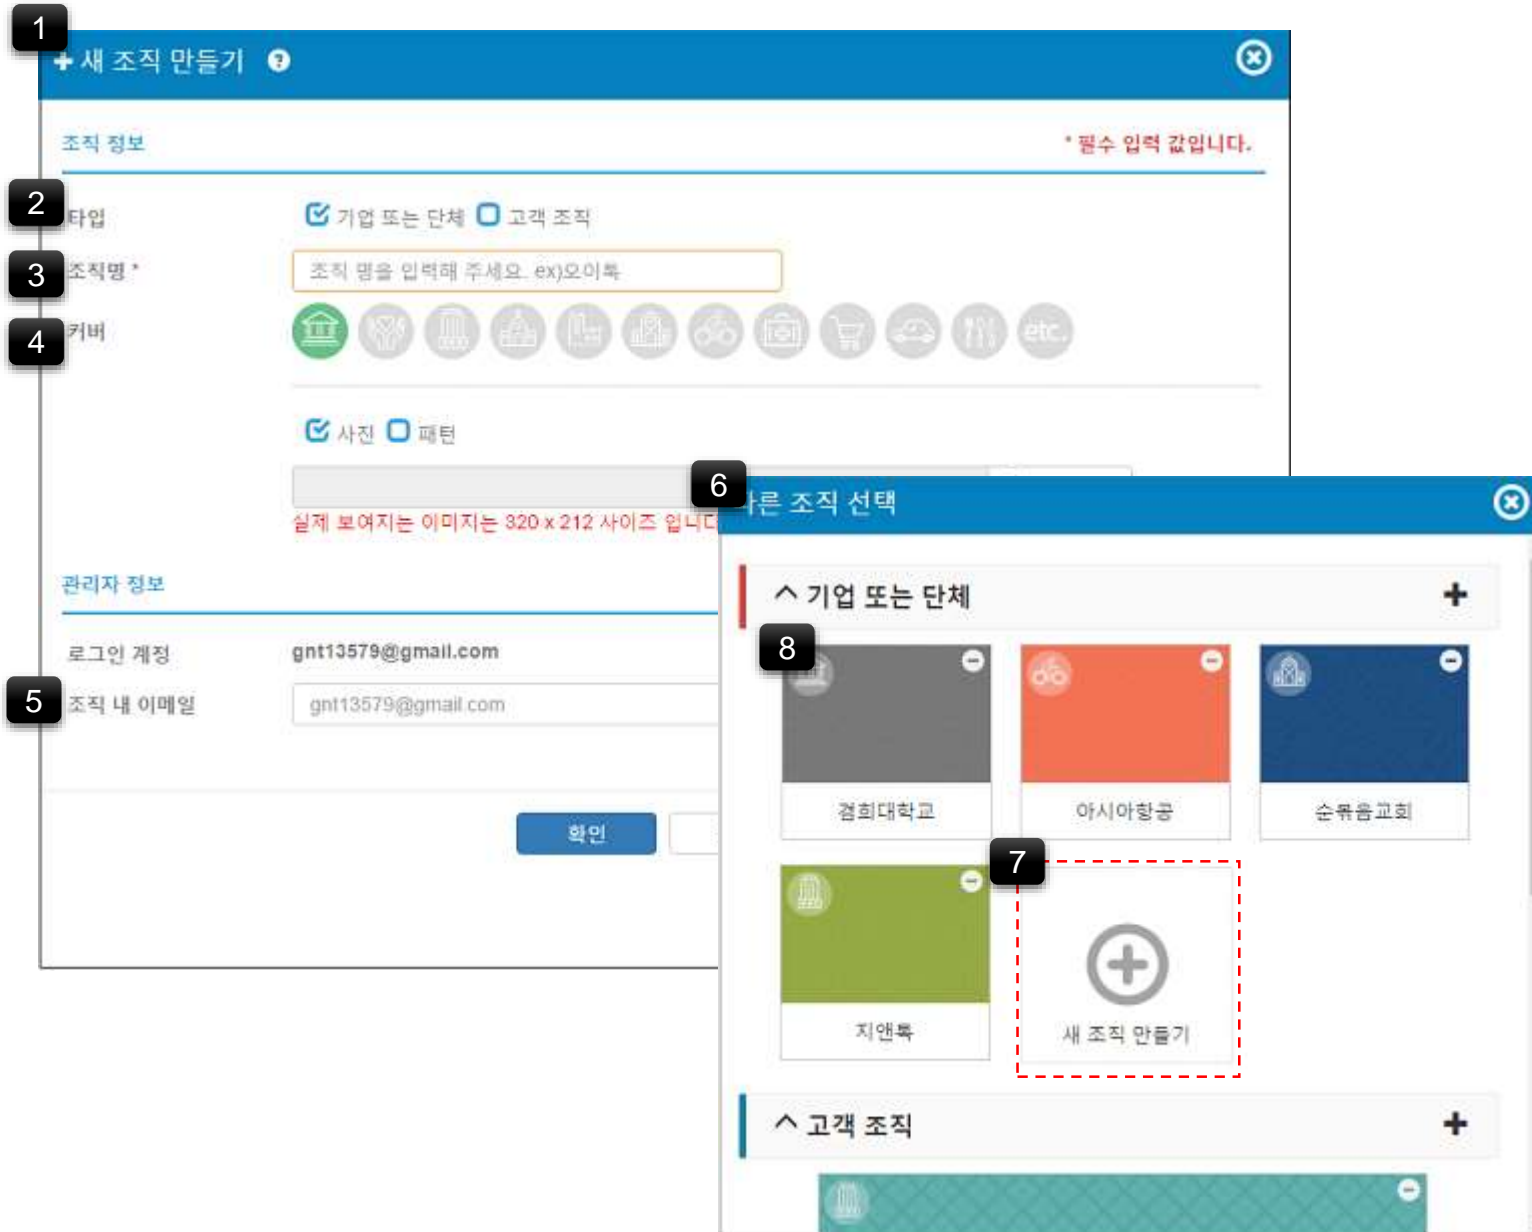 1
+ 새 조직 만들기 ?
조직 정보
* 필수 입력 값입니다.
2
타입
기업 또는 단체 고객 조직
3
조직명 *
조직 명을 입력해 주세요. ex)오이톡
4
커버
etc.
사진 패턴
실제 보여지는 이미지는 320 x 212 사이즈 입니다
관리자 정보
로그인 계정
gnt13579@gmail.com
5
조직 내 이메일
gnt13579@gmail.com
확인
6
른 조직 선택
기업 또는 단체
8
경희대학교
아시아항공
순볶음교회
지앤톡
7
새 조직 만들기
고객 조직